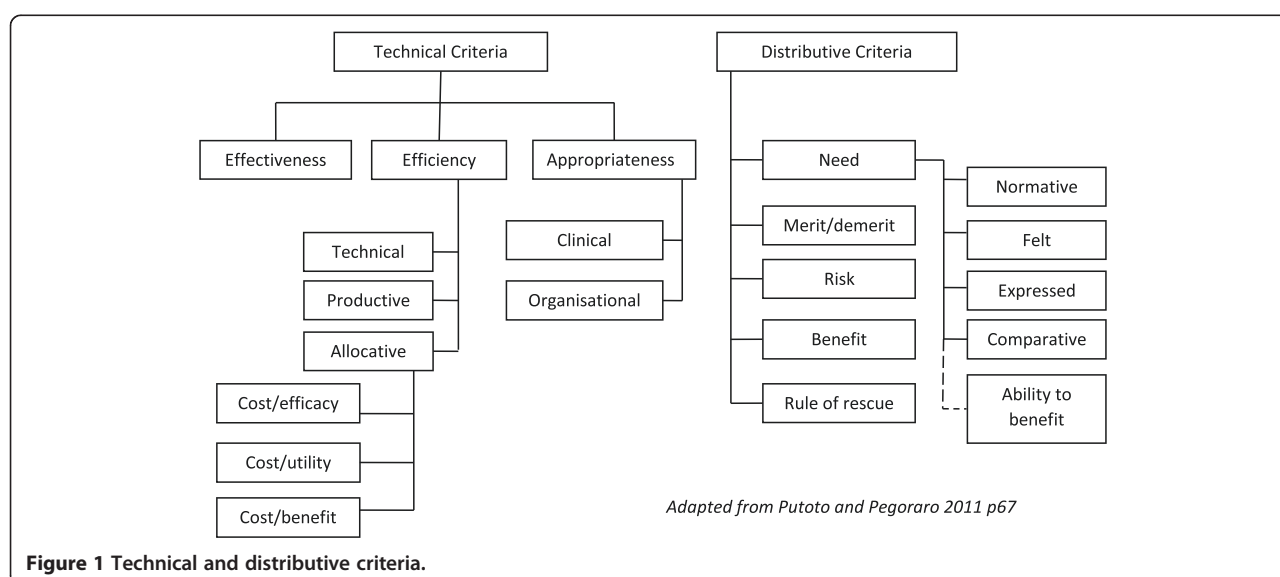 Technical Criteria
Effectiveness
Efficiency
Appropriateness
Technical
Productive
Allocative
Cost/efficacy
Cost/utility
Cost/benefit
Clinical
Organisational
Distributive Criteria
Need
Merit/demerit
Risk
Benefit
Rule of rescue
Normative
Felt
Expressed
Comparative
Ability to
benefit
Adapted from Putoto and Pegoraro 2011 p67
Figure 1 Technical and distributive criteria.